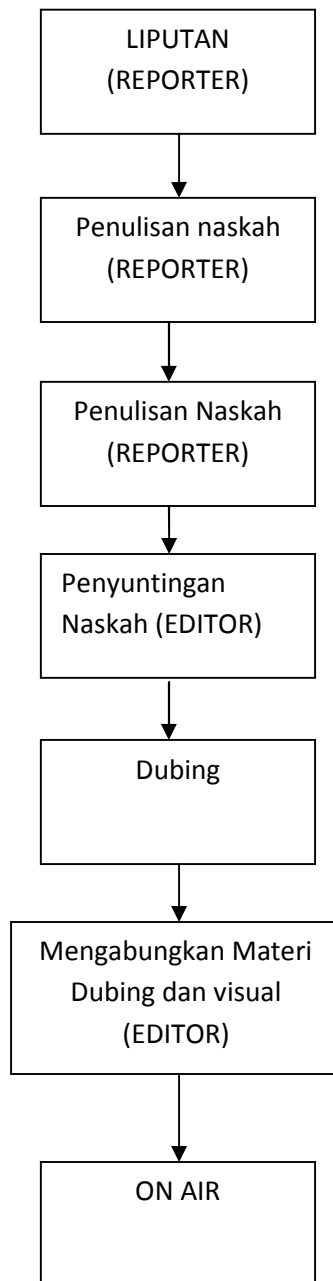 LIPUTAN
(REPORTER)
Penulisan naskah
(REPORTER)
Penulisan Naskah
(REPORTER)
Penyuntingan
Naskah (EDITOR)
Dubing
Mengabungkan Materi
Dubing dan visual
(EDITOR)
ON AIR